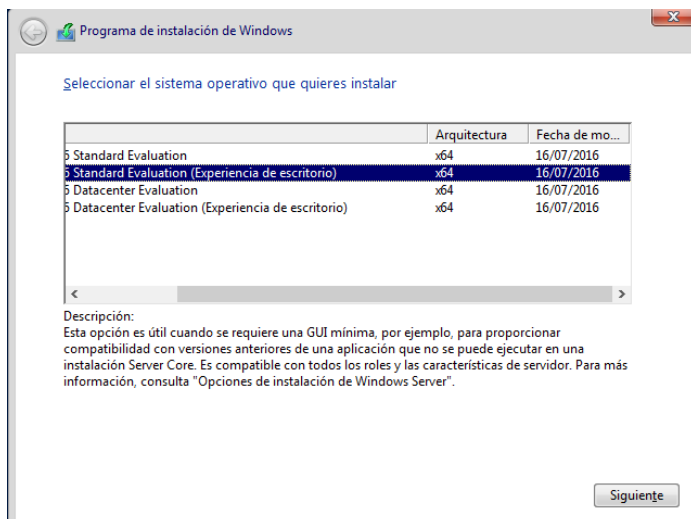 Programa de instalación de Windows
Seleccionar el sistema operativo que quieres instalar
Arquitectura Fecha de mo...
Standard Evaluation x64 16/07/2016
Standard Evaluation (Experiencia de escritorio) x64 16/07/2016
Datacenter Evaluation x64 16/07/2016
Datacenter Evaluation (Experiencia de escritorio) x64 16/07/2016
Descripción:
Esta opción es útil cuando se requiere una GUI mínima, por ejemplo, para proporcionar
compatibilidad con versiones anteriores de una aplicación que no se puede ejecutar en una
instalación Server Core. Es compatible con todos los roles y las características de servidor. Para más
información, consulta "Opciones de instalación de Windows Server".
Siguiente